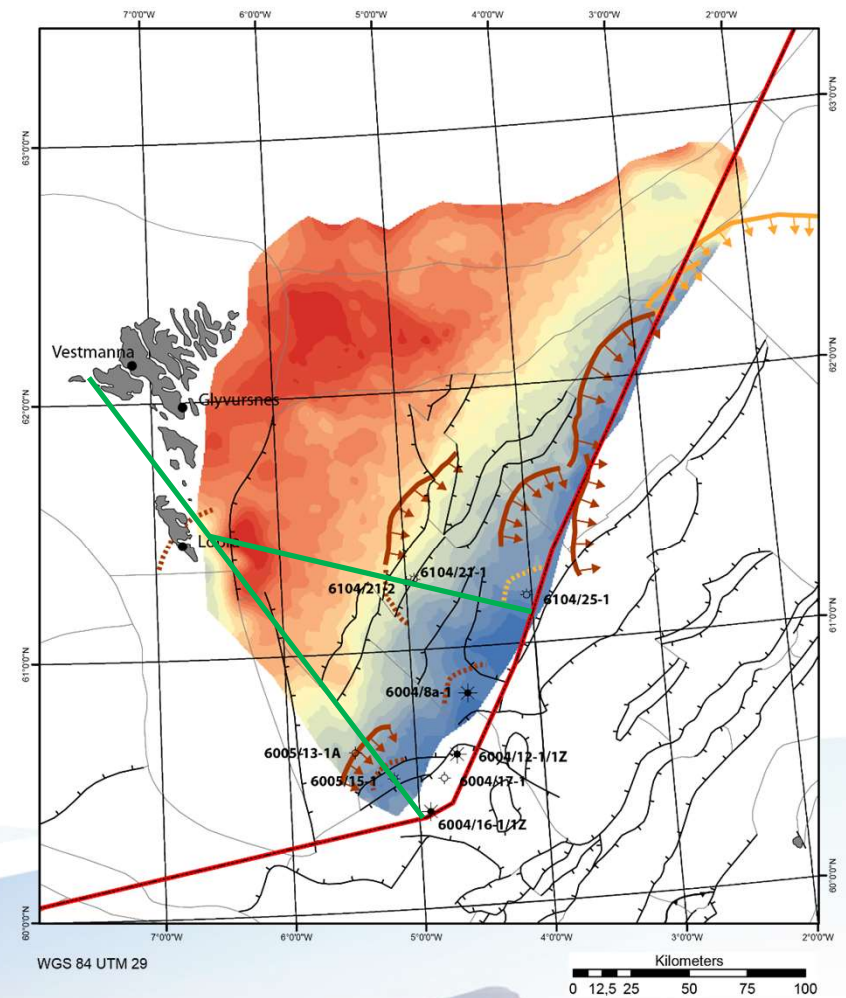 7°0'0"W 6°0'0"W 5°0'0"W 4°0'0"W 3°0'0"W 2°0'0"W
63°0'0"N
63°0'0"N
Vestmanna
62°0'0"N
Glyvursnes
62°0'0"N
Lopra
6104/21-1
6104/21-2
6104/25-1
61°0'0"N
61°0'0"N
6004/8a-1
6005/13-1A
6004/12-1/1Z
6005/15-1
6004/17-1
6004/16-1/1Z
60°0'0"N
60°0'0"N
7°0'0"W 6°0'0"W 5°0'0"W 4°0'0"W 3°0'0"W 2°0'0"W
WGS 84 UTM 29
Kilometers
0 12,5 25 50 75 100